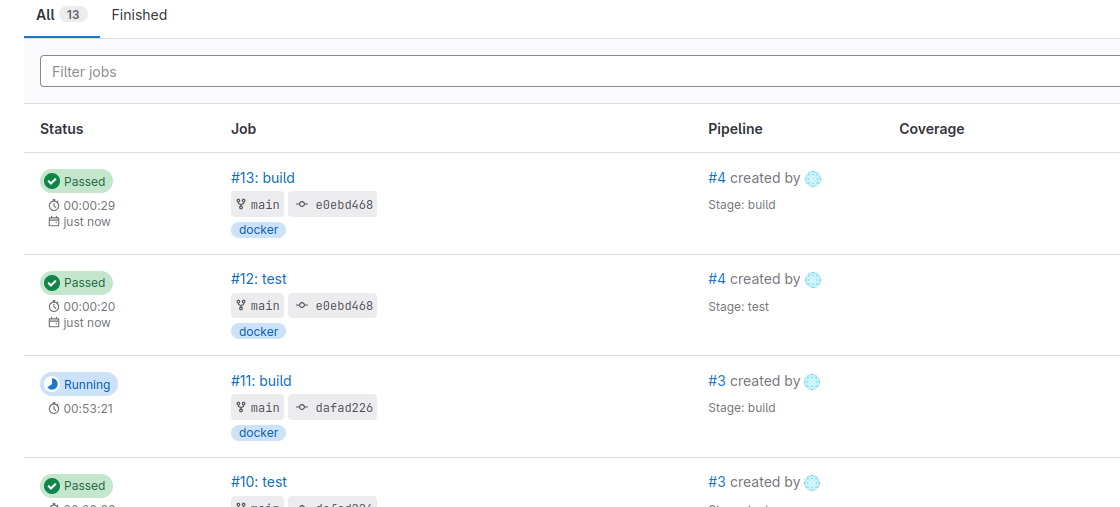 All 13 Finished
Filter jobs
Status Job Pipeline Coverage
Passed #13: build #4 created by
00:00:29 main e0ebd468 Stage: build
just now
docker
Passed #12: test #4 created by
00:00:20 main e0ebd468 Stage: test
just now
docker
Running #11: build #3 created by
00:53:21 main dafad226 Stage: build
docker
Passed #10: test #3 created by